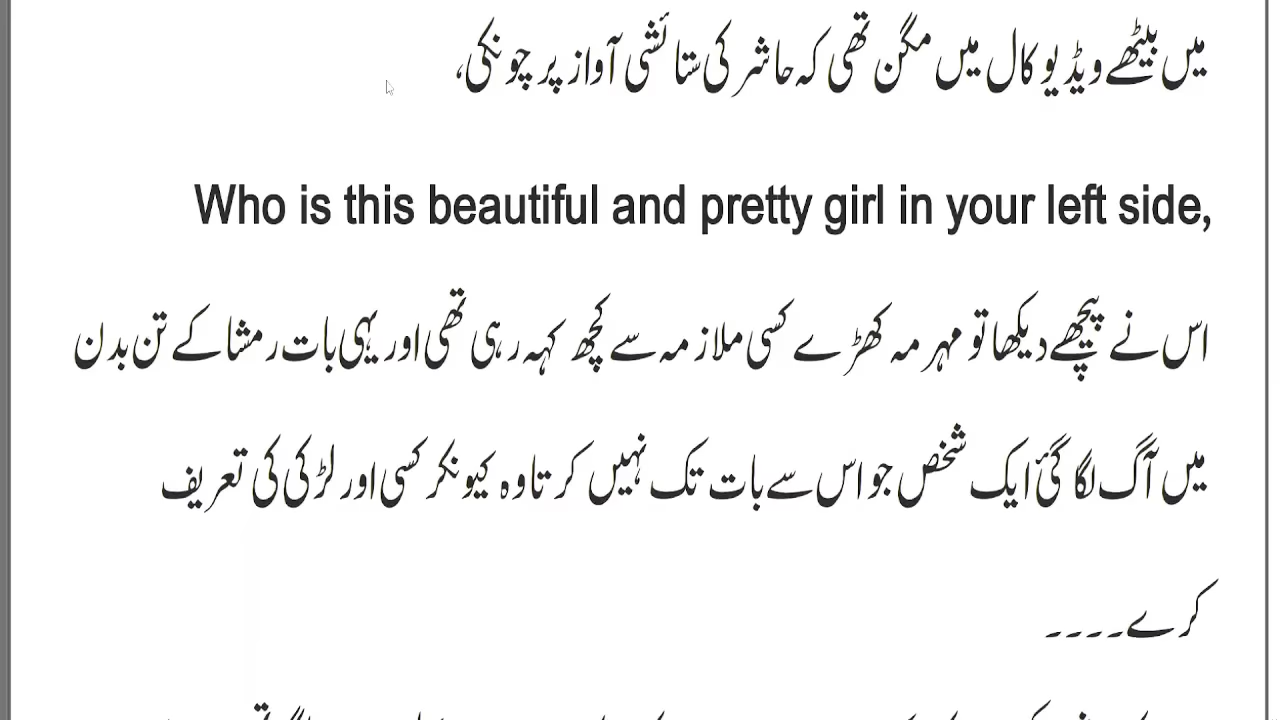 میں بیٹھے ویڈیو کال میں مگن تھی کہ حاشر کی ستائشی آواز پر چونکی،
Who is this beautiful and pretty girl in your left side,
اس نے پیچھے دیکھا تو مہرمہ کھڑے کسی ملازمہ سے کچھ کہہ رہی تھی اور یہی بات رمشا کے تن بدن
میں آگ لگا گئی ایک شخص جو اس سے بات تک نہیں کرتا وہ کیونکر کسی اور لڑکی کی تعریف
کرے ۔۔۔۔